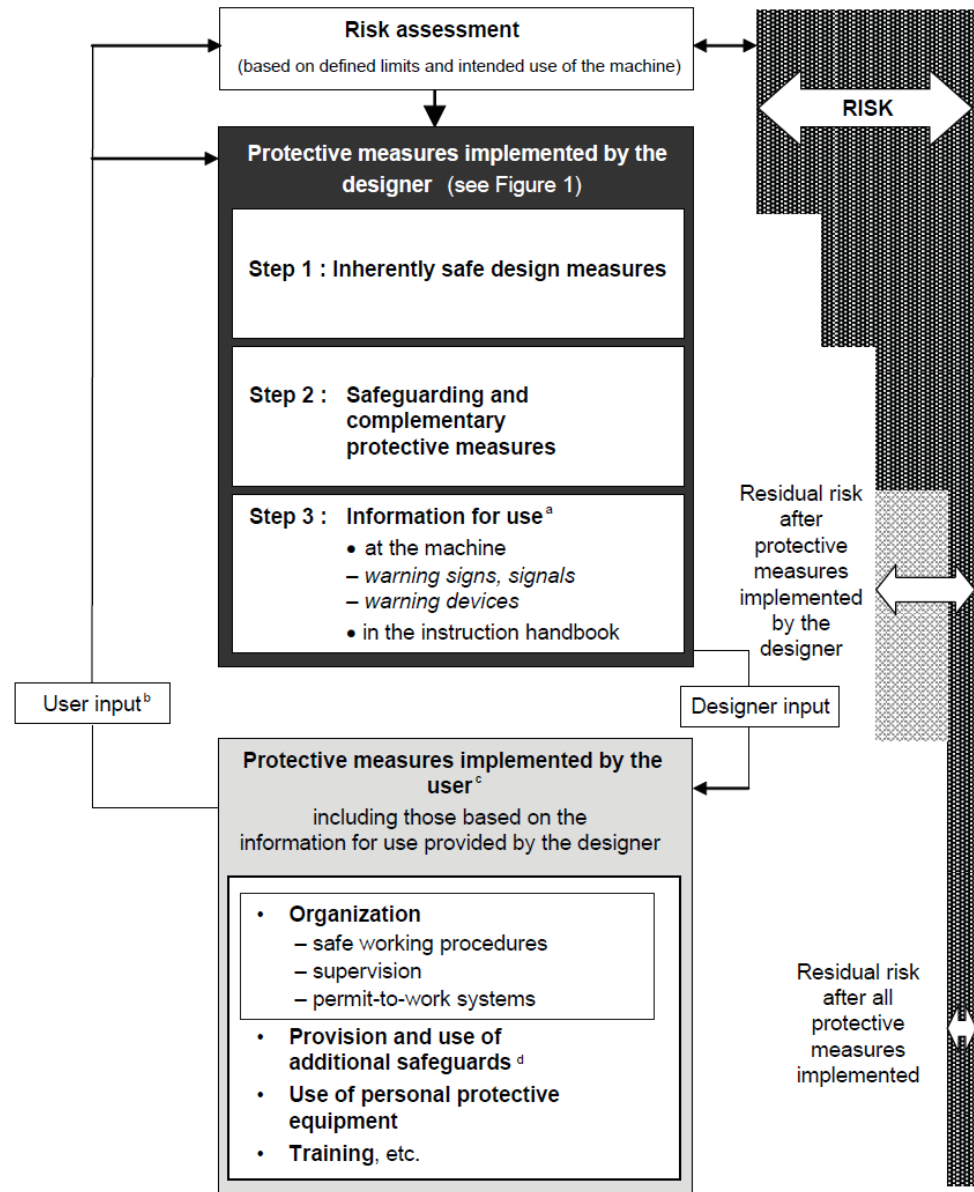 Risk assessment
(based on defined limits and intended use of the machine)
RISK
Protective measures implemented by the
designer (see Figure 1)
Step 1 : Inherently safe design measures
Step 2 : Safeguarding and
complementary
protective measures
Step 3 : Information for use a
• at the machine
– warning signs, signals
– warning devices
• in the instruction handbook
Residual risk
after
protective
measures
implemented
by the
designer
User input b
Designer input
Protective measures implemented by the
user c
including those based on the
information for use provided by the designer
• Organization
– safe working procedures
– supervision
– permit-to-work systems
• Provision and use of
additional safeguards d
• Use of personal protective
equipment
• Training, etc.
Residual risk
after all
protective
measures
implemented